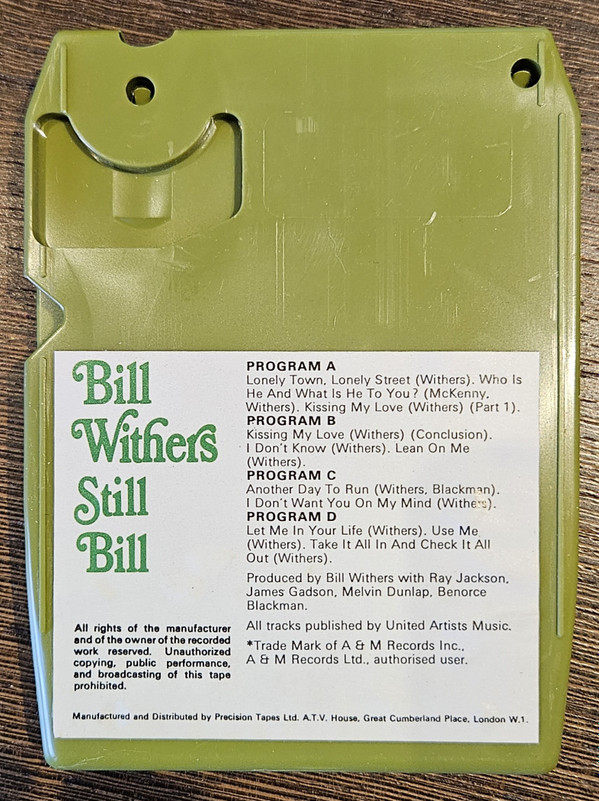 Bill
Withers
Still
Bill
All rights of the manufacturer
and of the owner of the recorded
work reserved. Unauthorized
copying, public performance,
and broadcasting of this tape
prohibited.
PROGRAM A
Lonely Town, Lonely Street (Withers). Who Is
He And What Is He To You? (McKenny,
Withers). Kissing My Love (Withers) (Part 1).
PROGRAM B
Kissing My Love (Withers) (Conclusion).
I Don't Know (Withers). Lean On Me
(Withers).
PROGRAM C
Another Day To Run (Withers, Blackman).
I Don't Want You On My Mind (Withers).
PROGRAM D
Let Me In Your Life (Withers). Use Me
(Withers). Take It All In And Check It All
Out (Withers).
Produced by Bill Withers with Ray Jackson,
James Gadson, Melvin Dunlap, Benorce
Blackman.
All tracks published by United Artists Music.
*Trade Mark of A & M Records Inc.,
A & M Records Ltd., authorised user.
Manufactured and Distributed by Precision Tapes Ltd. A.T.V. House, Great Cumberland Place, London W.1.